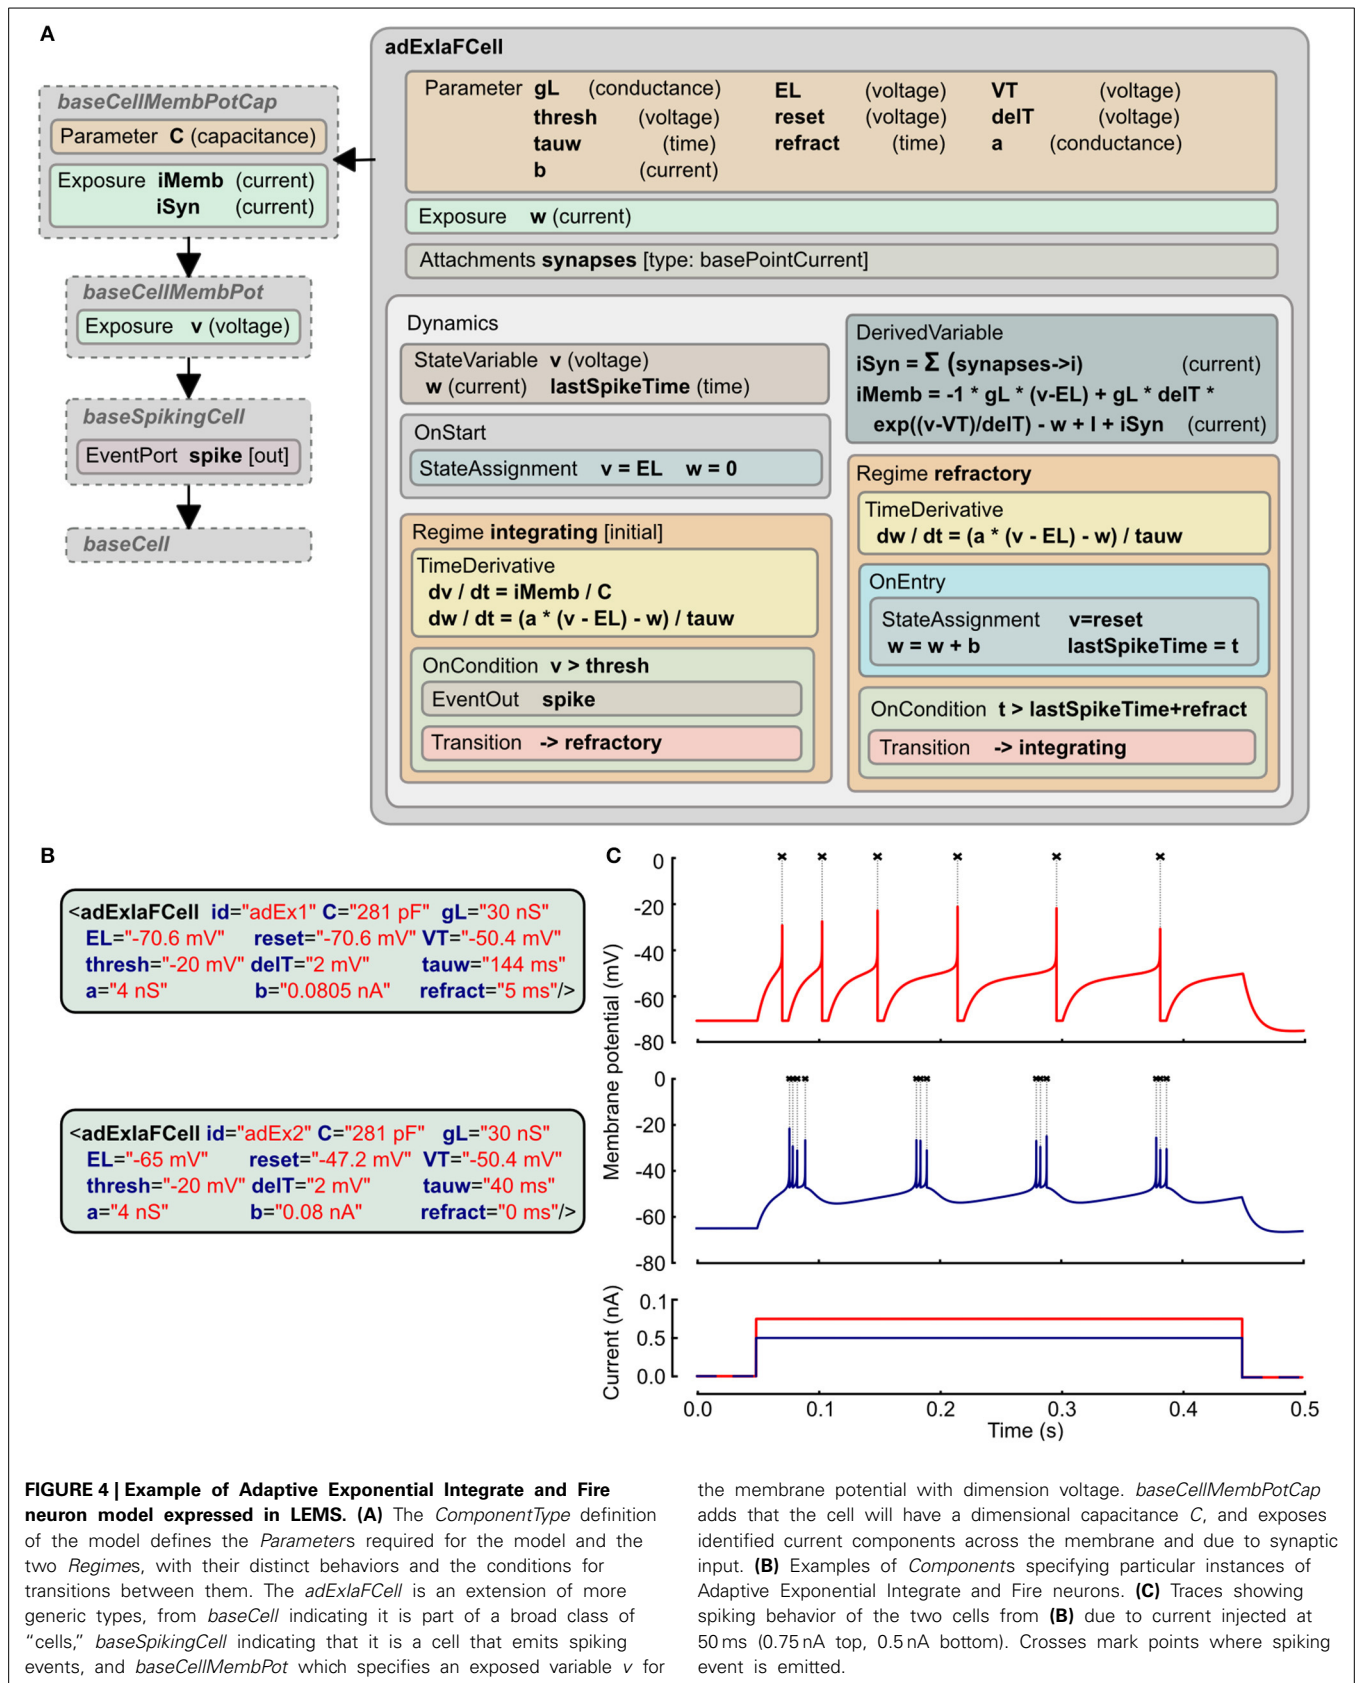 A
baseCellMembPotCap
Parameter C (capacitance)
Exposure iMemb (current)
iSyn (current)
baseCellMembPot
Exposure v (voltage)
baseSpikingCell
EventPort spike [out]
baseCell
adExIaFCell
Parameter gL (conductance) EL (voltage) VT (voltage)
thresh (voltage) reset (voltage) delT (voltage)
tauw (time) refract (time) a (conductance)
b (current)
Exposure w (current)
Attachments synapses [type: basePointCurrent]
Dynamics
StateVariable v (voltage)
w (current) lastSpikeTime (time)
OnStart
StateAssignment v = EL w = 0
Regime integrating [initial]
TimeDerivative
dv / dt = iMemb / C
dw / dt = (a * (v - EL) - w) / tauw
OnCondition v > thresh
EventOut spike
Transition -> refractory
DerivedVariable
iSyn = Σ (synapses->i) (current)
iMemb = -1 * gL * (v-EL) + gL * delT *
exp((v-VT)/delT) - w + I + iSyn (current)
Regime refractory
TimeDerivative
dw / dt = (a * (v - EL) - w) / tauw
OnEntry
StateAssignment v=reset
w = w + b lastSpikeTime = t
OnCondition t > lastSpikeTime+refract
Transition -> integrating
B
<adExIaFCell id="adEx1" C="281 pF" gL="30 nS"
EL="-70.6 mV" reset="-70.6 mV" VT="-50.4 mV"
thresh="-20 mV" delT="2 mV" tauw="144 ms"
a="4 nS" b="0.0805 nA" refract="5 ms"/>
<adExIaFCell id="adEx2" C="281 pF" gL="30 nS"
EL="-65 mV" reset="-47.2 mV" VT="-50.4 mV"
thresh="-20 mV" delT="2 mV" tauw="40 ms"
a="4 nS" b="0.08 nA" refract="0 ms"/>
C
0
-20
-40
-60
-80
0
-20
-40
-60
-80
Membrane potential (mV)
0.1
0.5
0.0
Current (nA)
0.0 0.1 0.2 0.3 0.4 0.5
Time (s)
FIGURE 4 | Example of Adaptive Exponential Integrate and Fire
neuron model expressed in LEMS. (A) The ComponentType definition
of the model defines the Parameters required for the model and the
two Regimes, with their distinct behaviors and the conditions for
transitions between them. The adExIaFCell is an extension of more
generic types, from baseCell indicating it is part of a broad class of
“cells,” baseSpikingCell indicating that it is a cell that emits spiking
events, and baseCellMembPot which specifies an exposed variable v for
the membrane potential with dimension voltage. baseCellMembPotCap
adds that the cell will have a dimensional capacitance C, and exposes
identified current components across the membrane and due to synaptic
input. (B) Examples of Components specifying particular instances of
Adaptive Exponential Integrate and Fire neurons. (C) Traces showing
spiking behavior of the two cells from (B) due to current injected at
50 ms (0.75 nA top, 0.5 nA bottom). Crosses mark points where spiking
event is emitted.